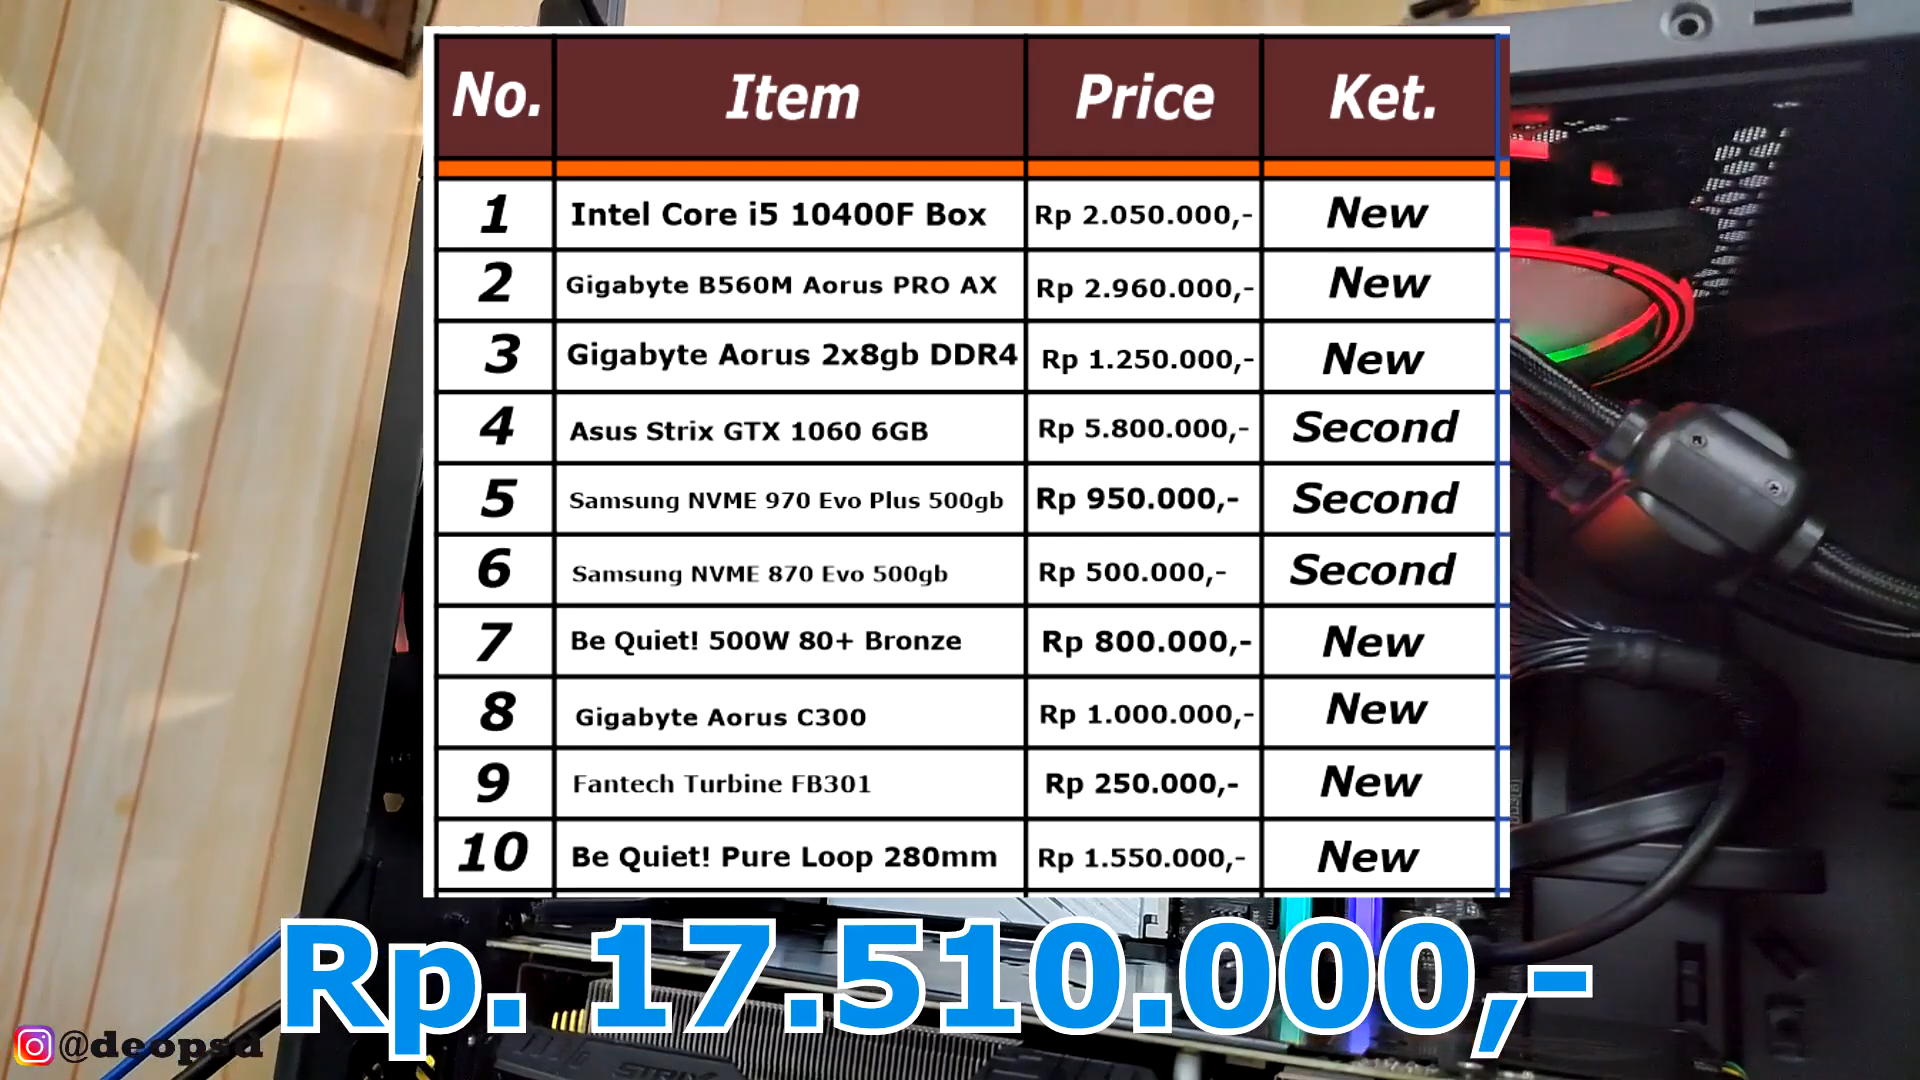 No. Item Price Ket.
1 Intel Core i5 10400F Box Rp 2.050.000,- New
2 Gigabyte B560M Aorus PRO AX Rp 2.960.000,- New
3 Gigabyte Aorus 2x8gb DDR4 Rp 1.250.000,- New
4 Asus Strix GTX 1060 6GB Rp 5.800.000,- Second
5 Samsung NVME 970 Evo Plus 500gb Rp 950.000,- Second
6 Samsung NVME 870 Evo 500gb Rp 500.000,- Second
7 Be Quiet! 500W 80+ Bronze Rp 800.000,- New
8 Gigabyte Aorus C300 Rp 1.000.000,- New
9 Fantech Turbine FB301 Rp 250.000,- New
10 Be Quiet! Pure Loop 280mm Rp 1.550.000,- New
Rp. 17.510.000,-
@deopsd
STRIX